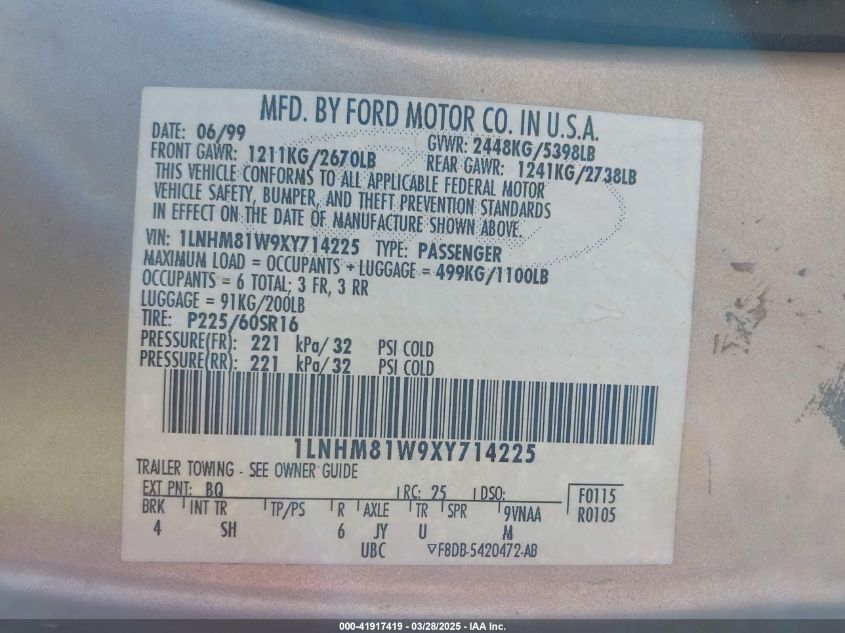 MFD. BY FORD MOTOR CO. IN U.S.A.
DATE: 06/99 GVWR: 2448KG/5398LB
FRONT GAWR: 1211KG/2670LB REAR GAWR: 1241KG/2738LB
THIS VEHICLE CONFORMS TO ALL APPLICABLE FEDERAL MOTOR
VEHICLE SAFETY, BUMPER, AND THEFT PREVENTION STANDARDS
IN EFFECT ON THE DATE OF MANUFACTURE SHOWN ABOVE.
VIN: 1LNHM81W9XY714225 TYPE: PASSENGER
MAXIMUM LOAD = OCCUPANTS + LUGGAGE = 499KG/1100LB
OCCUPANTS = 6 TOTAL; 3 FR, 3 RR
LUGGAGE = 91KG/200LB
TIRE: P225/60SR16
PRESSURE(FR): 221 kPa/ 32 PSI COLD
PRESSURE(RR): 221 kPa/ 32 PSI COLD
1LNHM81W9XY714225
TRAILER TOWING - SEE OWNER GUIDE
EXT PNT: BQ RC: 25 DSO: F0115
BRK INT TR TP/PS R AXLE TR SPR 9VNAA R0105
4 SH 6 JY U M
UBC ▽F8DB-5420472-AB
000-41917419 - 03/28/2025 - IAA Inc.